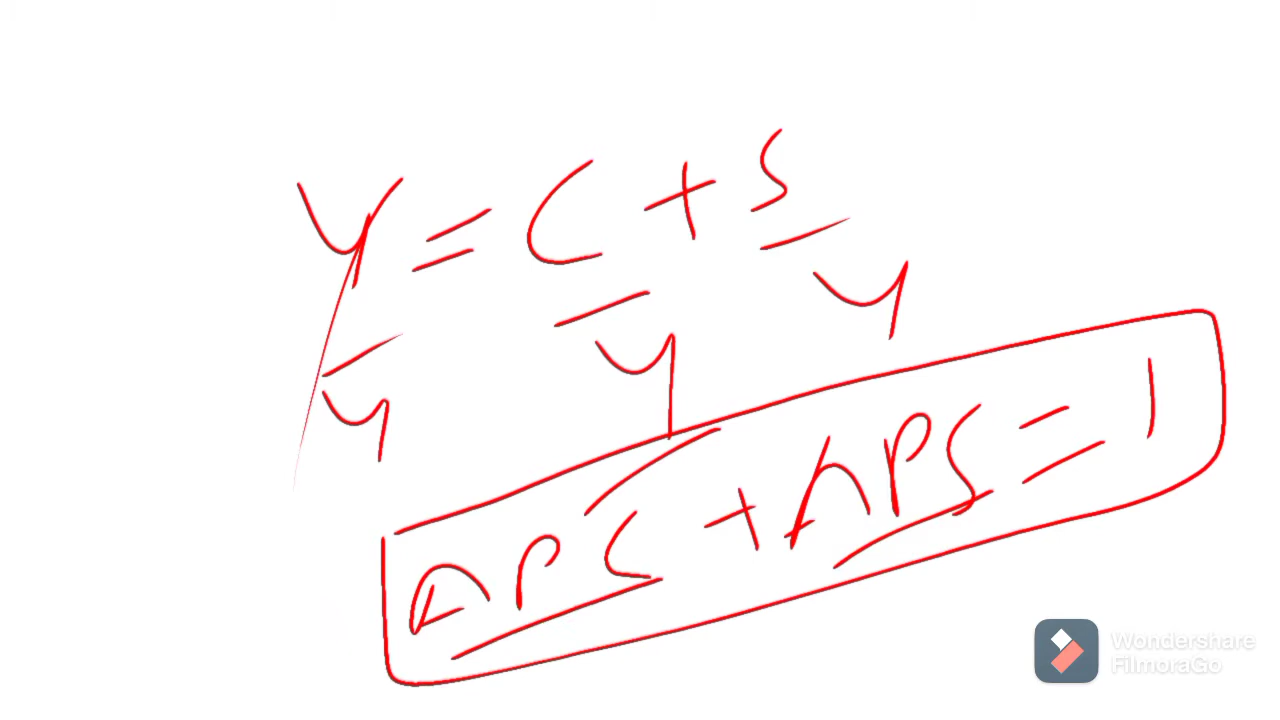 y = C + S
y y y
APC + APS = 1
Wondershare
FilmoraGo